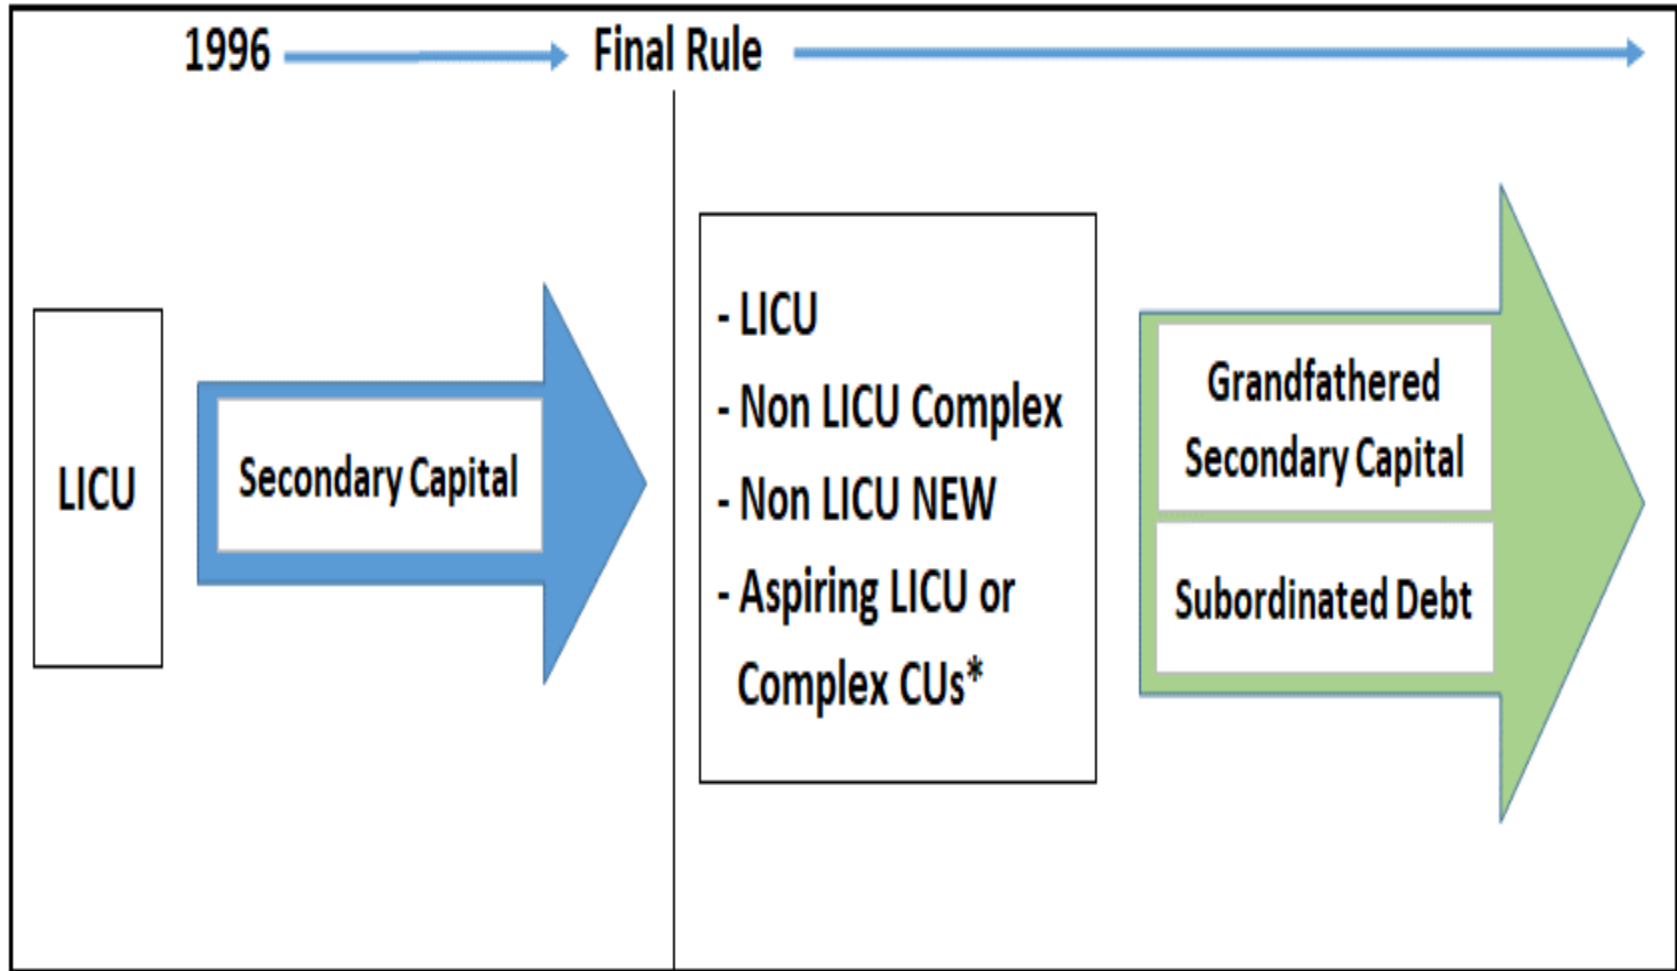 1996
Final Rule
LICU
Secondary Capital
- LICU
- Non LICU Complex
- Non LICU NEW
- Aspiring LICU or
Complex CUs*
Grandfathered
Secondary Capital
Subordinated Debt